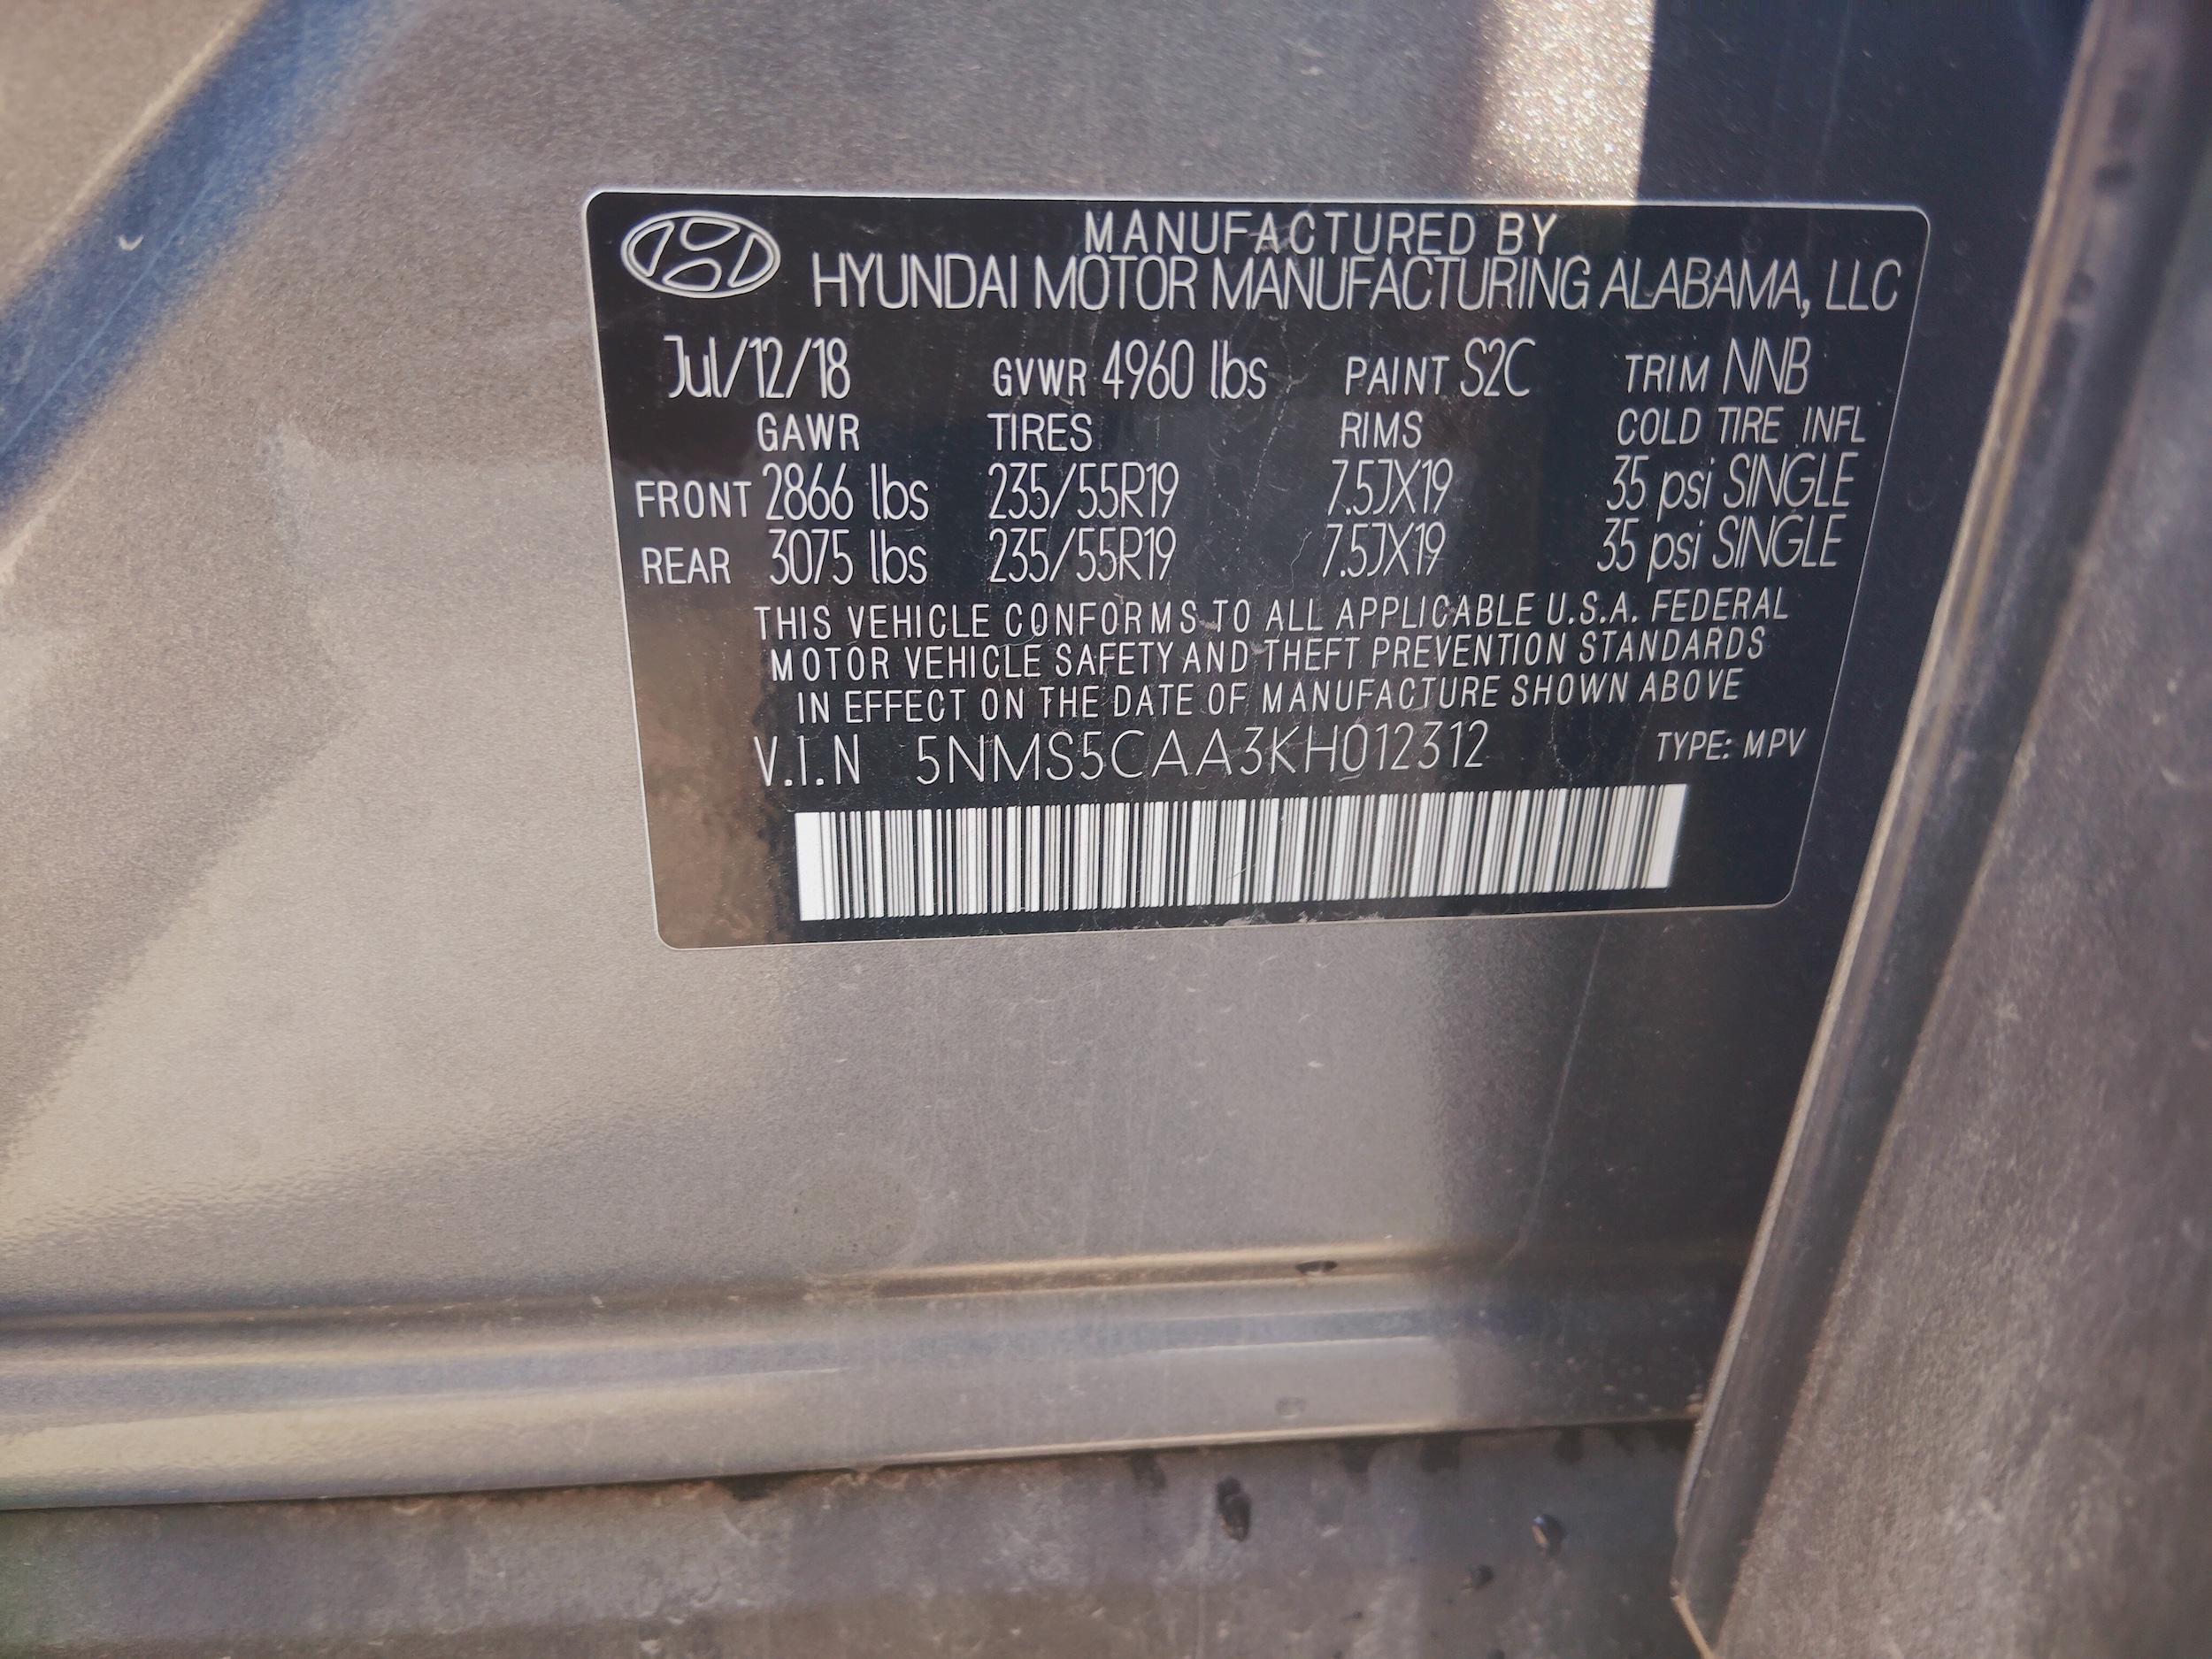 MANUFACTURED BY
HYUNDAI MOTOR MANUFACTURING ALABAMA, LLC
Jul/12/18 GVWR 4960 lbs PAINT S2C TRIM NNB
GAWR TIRES RIMS COLD TIRE INFL
FRONT 2866 lbs 235/55R19 7.5JX19 35 psi SINGLE
REAR 3075 lbs 235/55R19 7.5JX19 35 psi SINGLE
THIS VEHICLE CONFORMS TO ALL APPLICABLE U.S.A. FEDERAL
MOTOR VEHICLE SAFETY AND THEFT PREVENTION STANDARDS
IN EFFECT ON THE DATE OF MANUFACTURE SHOWN ABOVE
V.I.N 5NMS5CAA3KH012312 TYPE: MPV